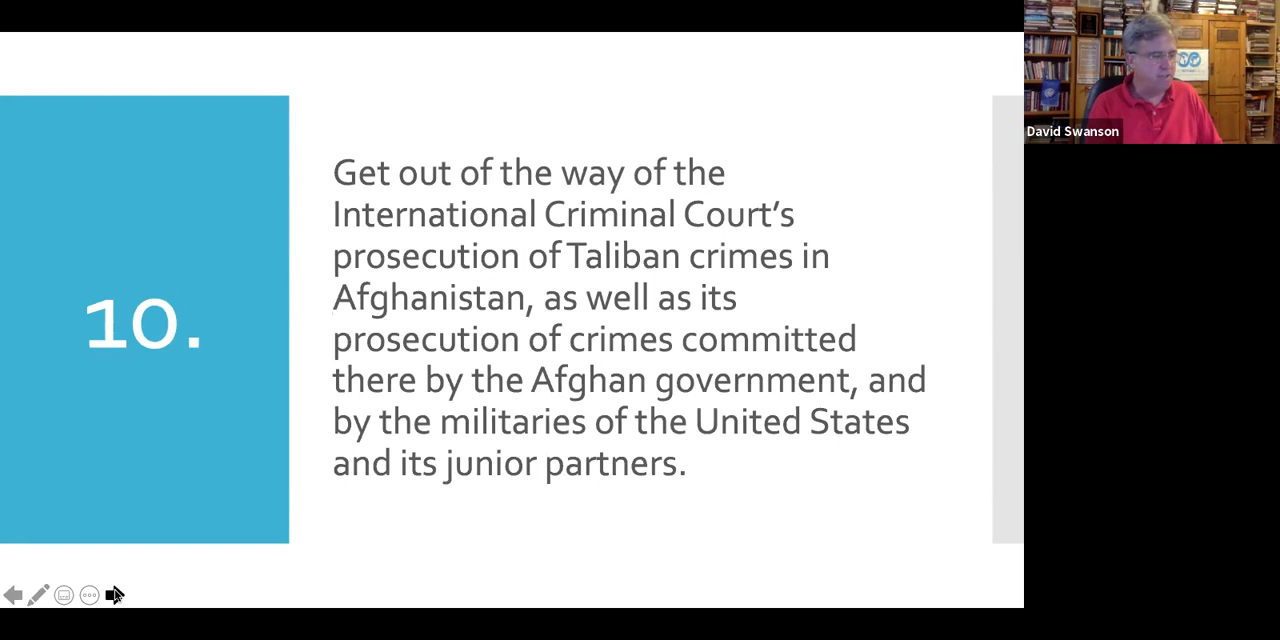 10.
Get out of the way of the
International Criminal Court’s
prosecution of Taliban crimes in
Afghanistan, as well as its
prosecution of crimes committed
there by the Afghan government, and
by the militaries of the United States
and its junior partners.
David Swanson